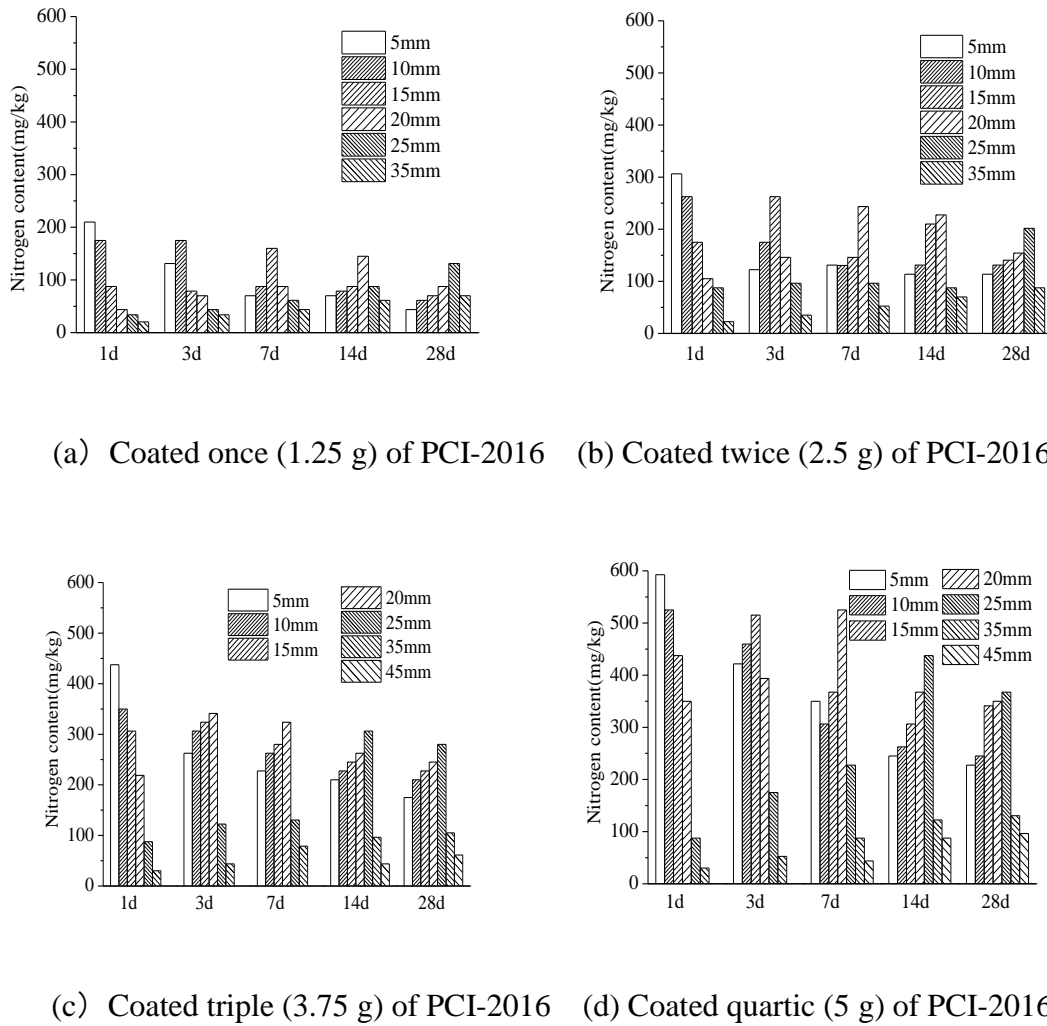 600
500
400
300
200
100
0
Nitrogen content(mg/kg)
5mm
10mm
15mm
20mm
25mm
35mm
1d 3d 7d 14d 28d
(a） Coated once (1.25 g) of PCI-2016
600
500
400
300
200
100
0
Nitrogen content(mg/kg)
5mm
10mm
15mm
20mm
25mm
35mm
1d 3d 7d 14d 28d
(b) Coated twice (2.5 g) of PCI-2016
600
500
400
300
200
100
0
Nitrogen content(mg/kg)
5mm
10mm
15mm
20mm
25mm
35mm
45mm
1d 3d 7d 14d 28d
(c） Coated triple (3.75 g) of PCI-2016
600
500
400
300
200
100
0
Nitrogen content(mg/kg)
5mm
10mm
15mm
20mm
25mm
35mm
45mm
1d 3d 7d 14d 28d
(d) Coated quartic (5 g) of PCI-2016